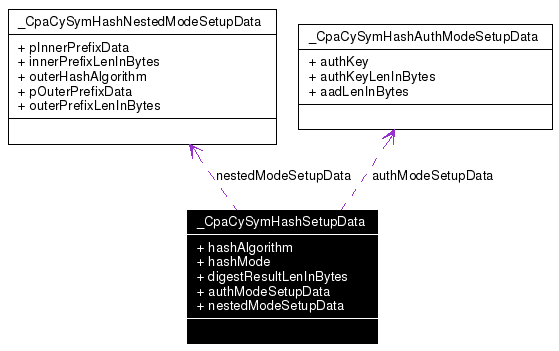 _CpaCySymHashNestedModeSetupData
+ pInnerPrefixData
+ innerPrefixLenInBytes
+ outerHashAlgorithm
+ pOuterPrefixData
+ outerPrefixLenInBytes
_CpaCySymHashAuthModeSetupData
+ authKey
+ authKeyLenInBytes
+ aadLenInBytes
nestedModeSetupData
authModeSetupData
_CpaCySymHashSetupData
+ hashAlgorithm
+ hashMode
+ digestResultLenInBytes
+ authModeSetupData
+ nestedModeSetupData